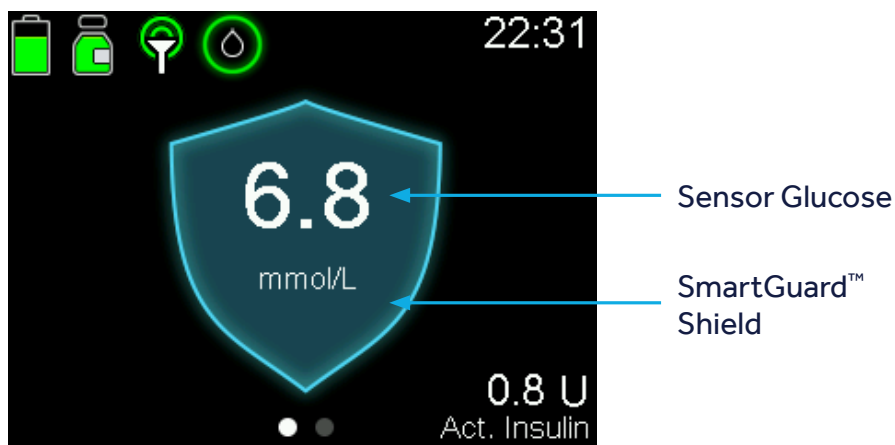 22:31
6.8
mmol/L
Sensor Glucose
SmartGuard™
Shield
0.8 U
Act. Insulin